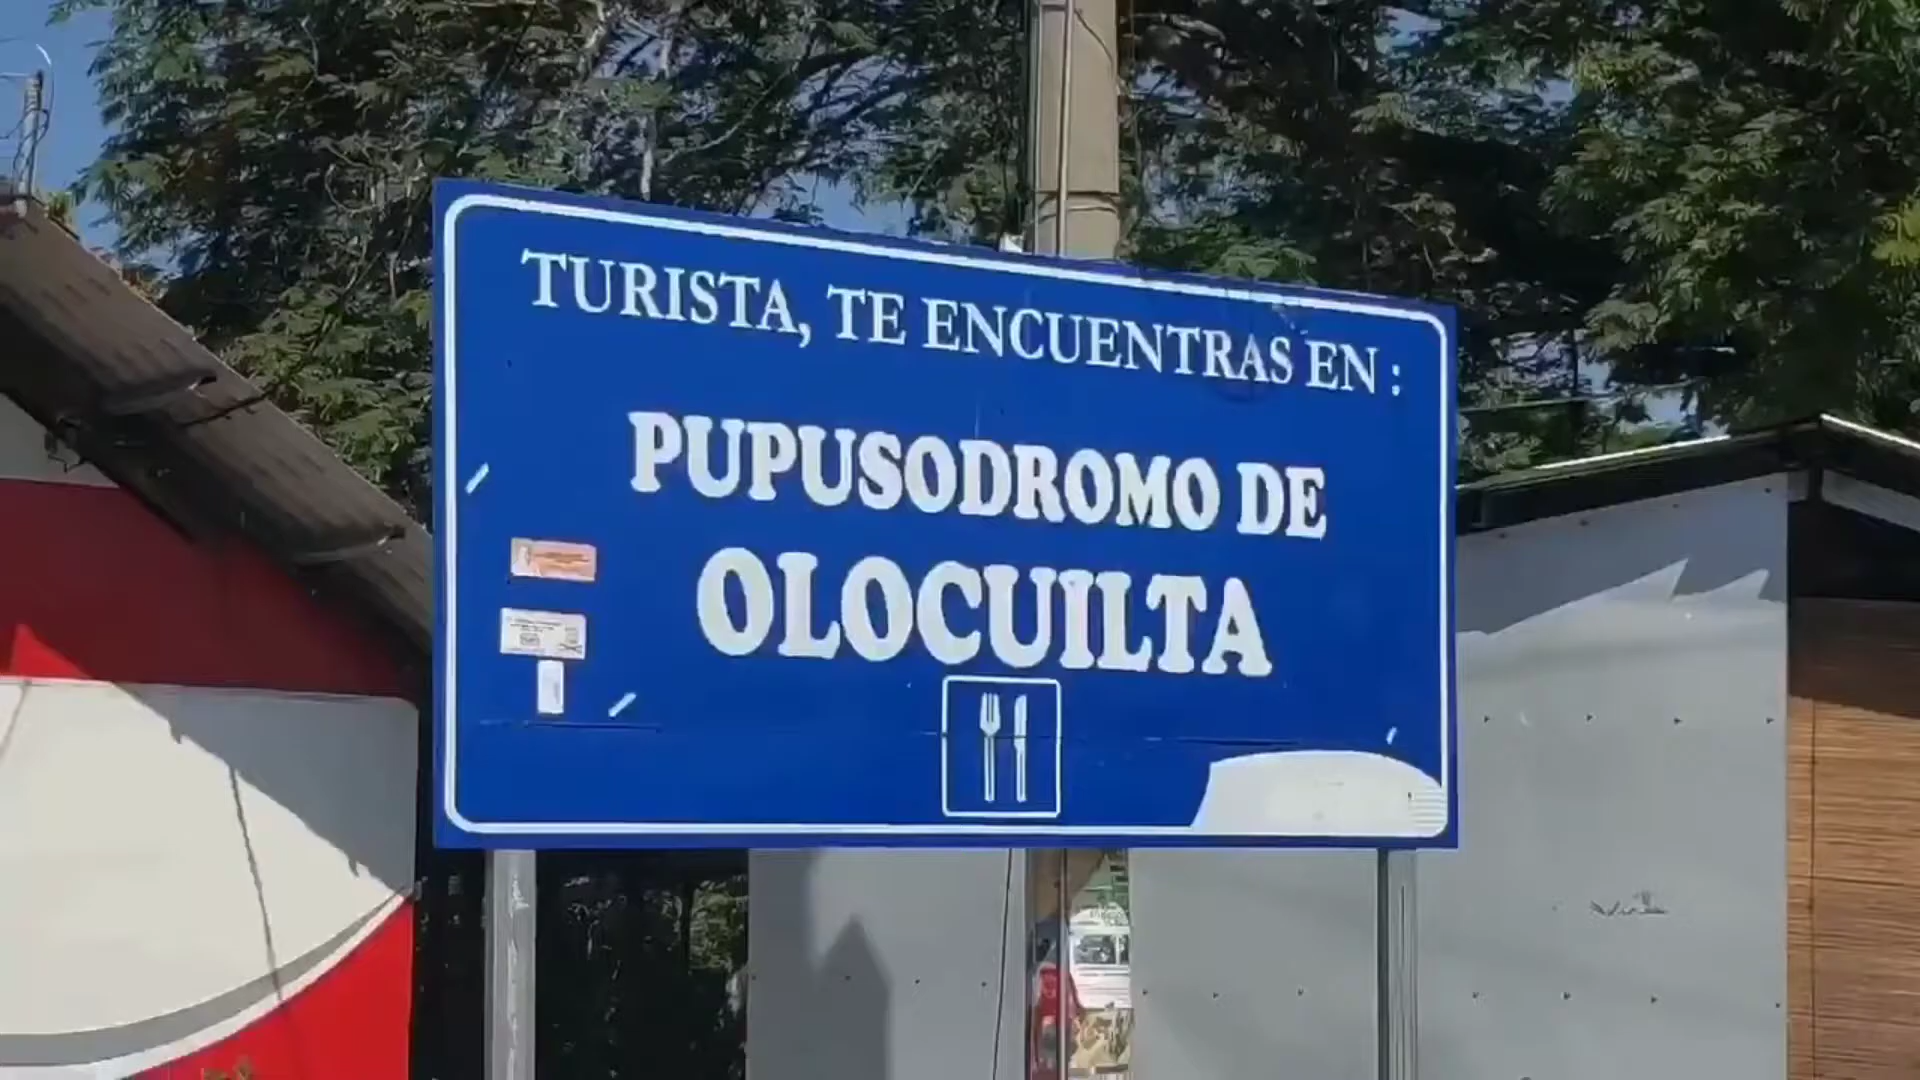 TURISTA, TE ENCUENTRAS EN :
PUPUSODROMO DE
OLOCUILTA